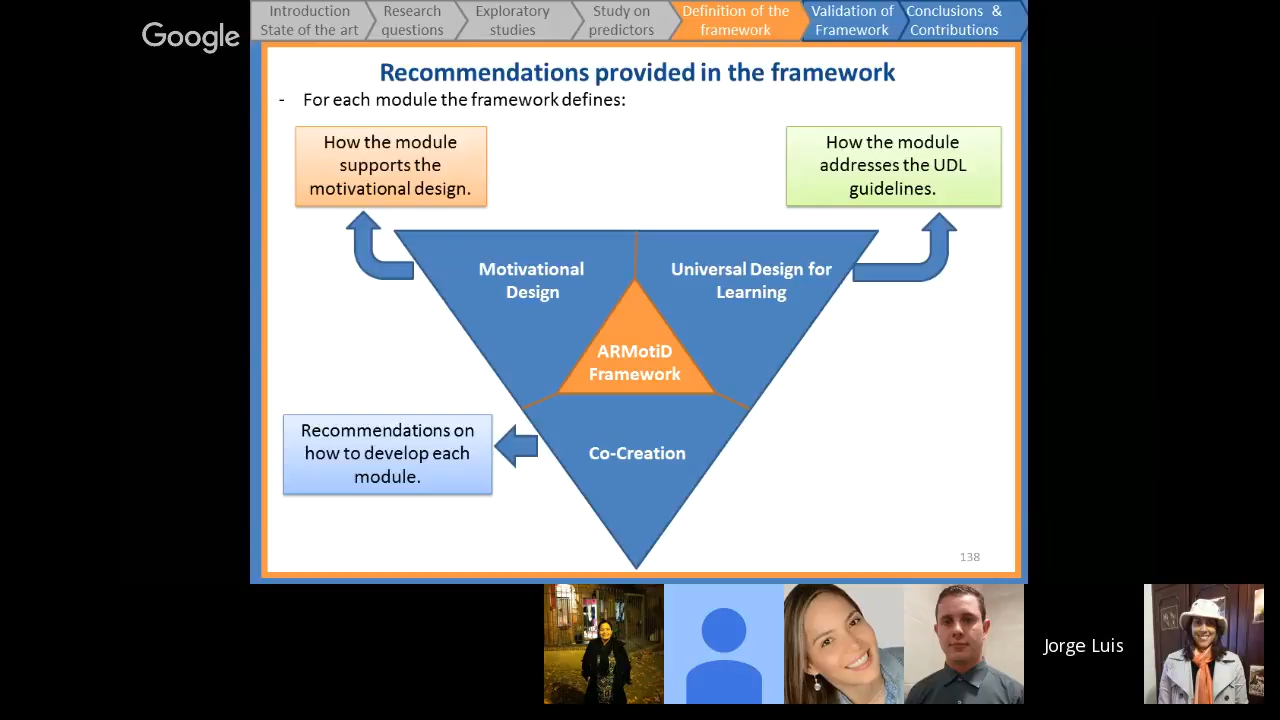 Google
Introduction
State of the art
Research
questions
Exploratory
studies
Study on
predictors
Definition of the
framework
Validation of
Framework
Conclusions &
Contributions
Recommendations provided in the framework
- For each module the framework defines:
How the module
supports the
motivational design.
How the module
addresses the UDL
guidelines.
Motivational
Design
Universal Design for
Learning
ARMotiD
Framework
Recommendations on
how to develop each
module.
Co-Creation
138
Jorge Luis